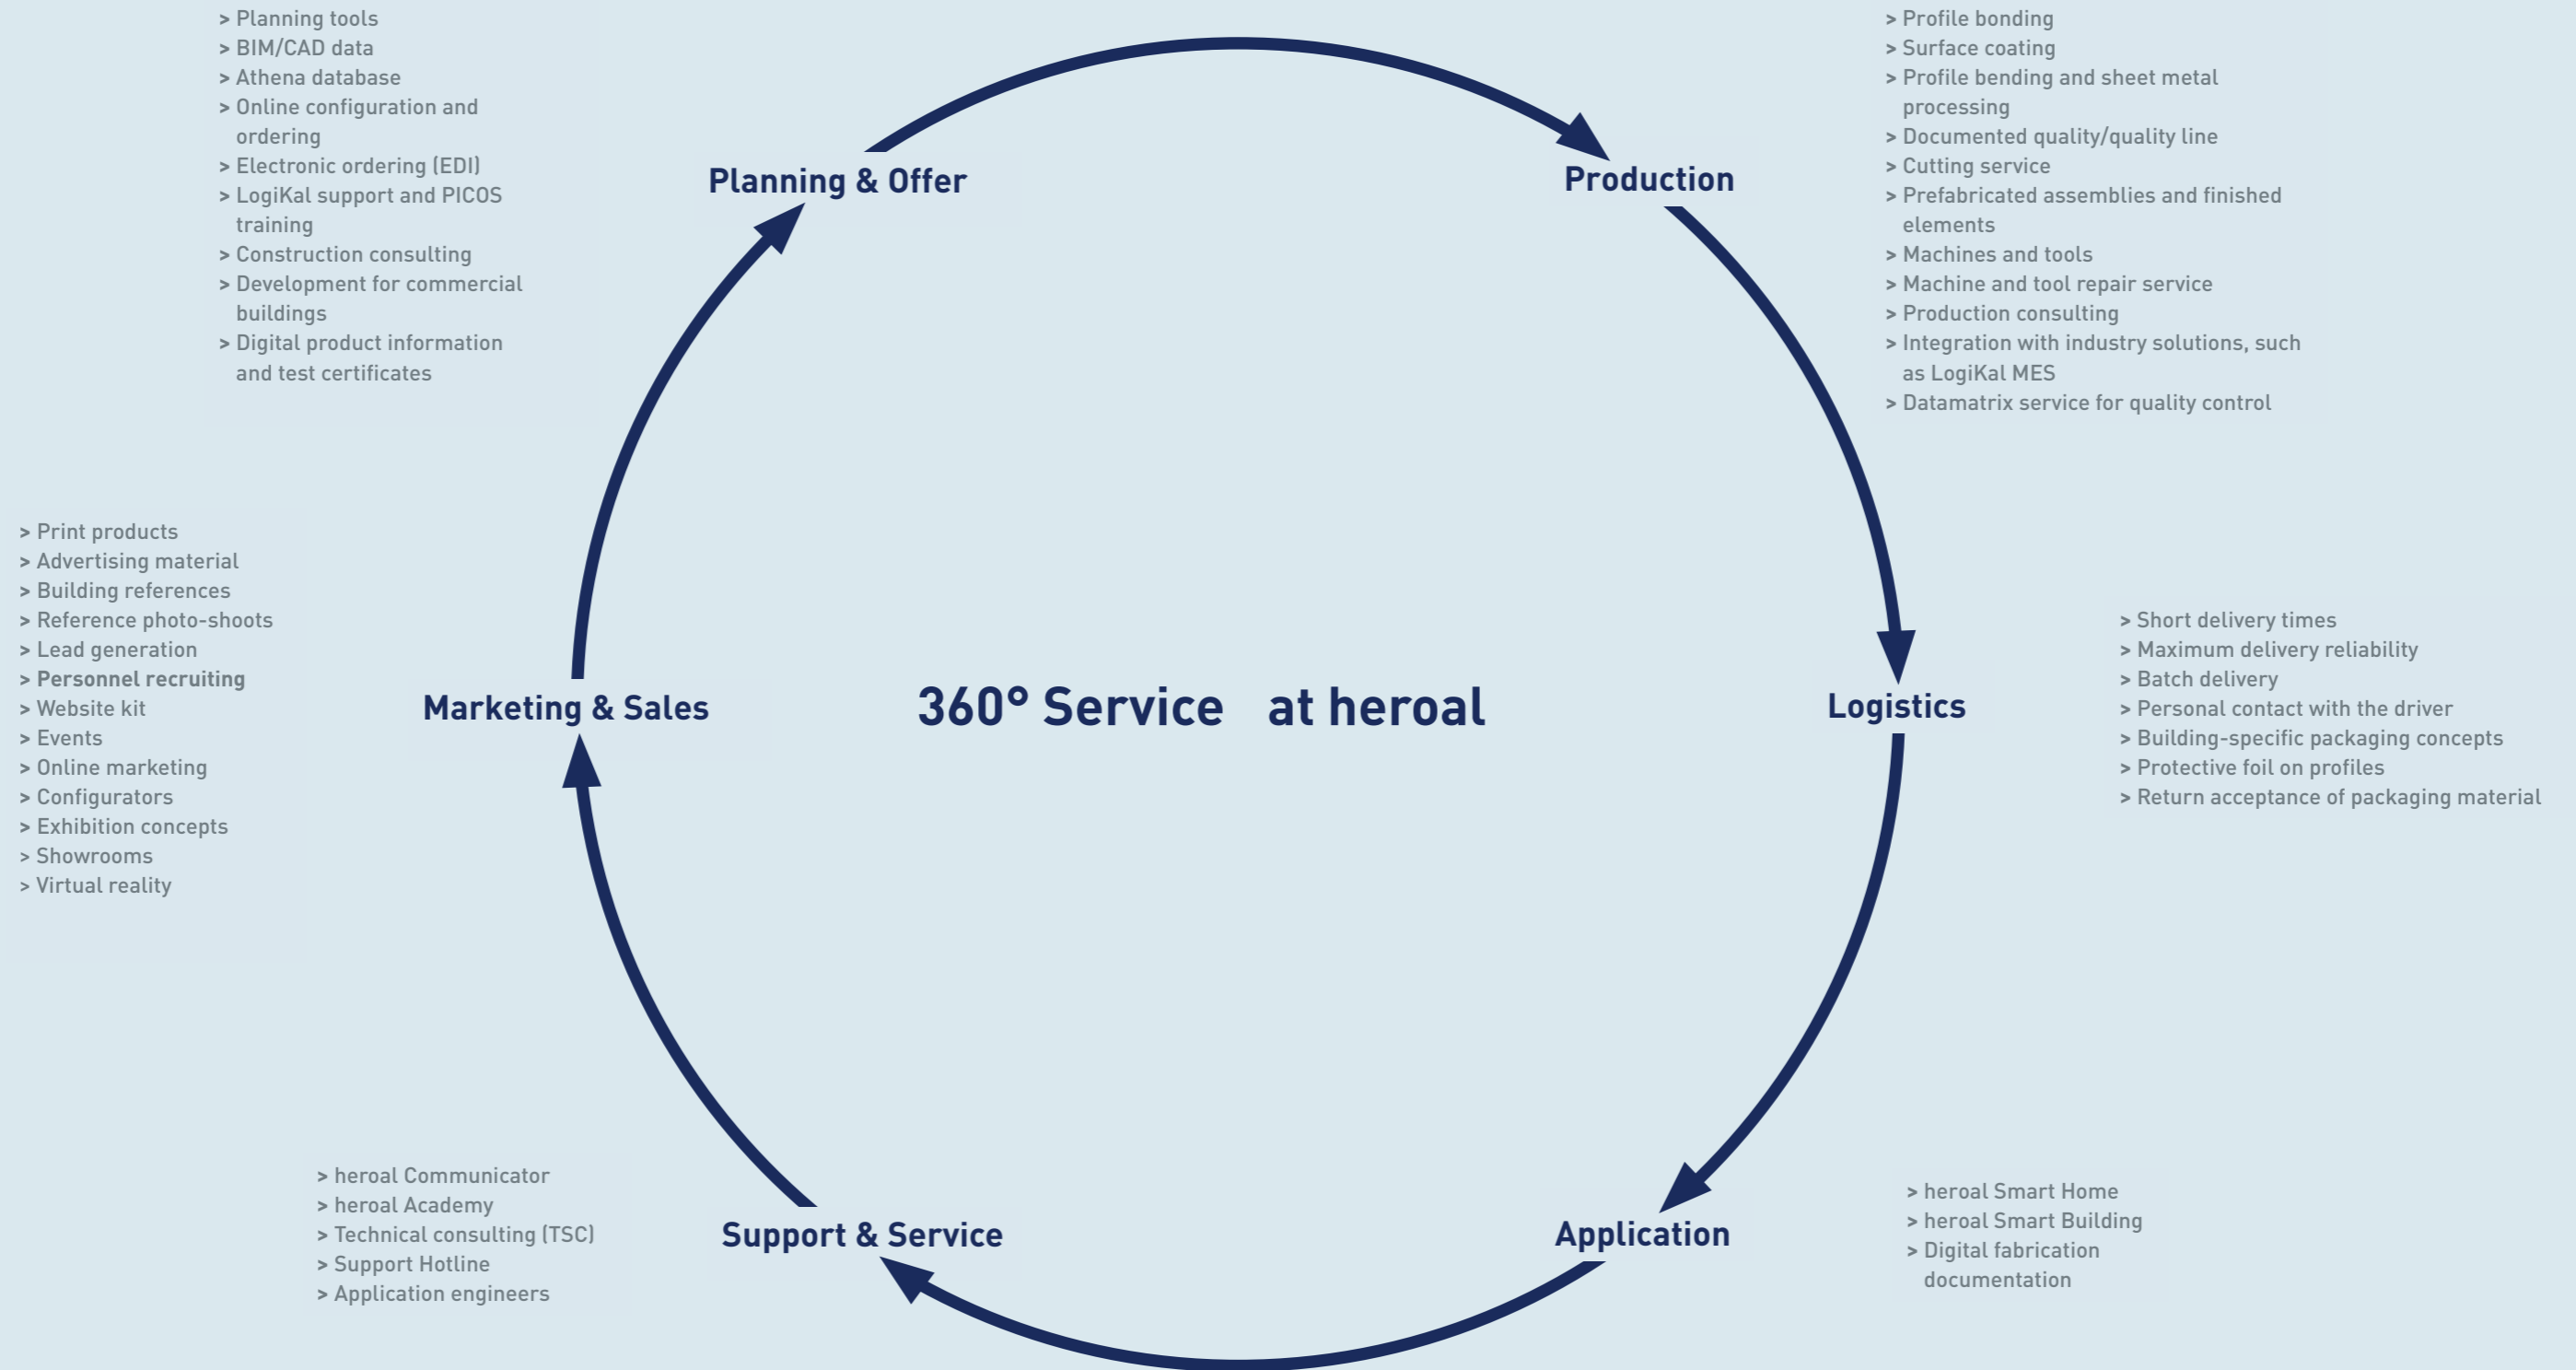 > Planning tools
> BIM/CAD data
> Athena database
> Online configuration and
ordering
> Electronic ordering (EDI)
> LogiKal support and PICOS
training
> Construction consulting
> Development for commercial
buildings
> Digital product information
and test certificates
Planning & Offer
> Profile bonding
> Surface coating
> Profile bending and sheet metal
processing
> Documented quality/quality line
> Cutting service
> Prefabricated assemblies and finished
elements
> Machines and tools
> Machine and tool repair service
> Production consulting
> Integration with industry solutions, such
as LogiKal MES
> Datamatrix service for quality control
Production
> Print products
> Advertising material
> Building references
> Reference photo-shoots
> Lead generation
> Personnel recruiting
> Website kit
> Events
> Online marketing
> Configurators
> Exhibition concepts
> Showrooms
> Virtual reality
Marketing & Sales
360° Service at heroal
Logistics
> Short delivery times
> Maximum delivery reliability
> Batch delivery
> Personal contact with the driver
> Building-specific packaging concepts
> Protective foil on profiles
> Return acceptance of packaging material
> heroal Communicator
> heroal Academy
> Technical consulting (TSC)
> Support Hotline
> Application engineers
Support & Service
Application
> heroal Smart Home
> heroal Smart Building
> Digital fabrication
documentation